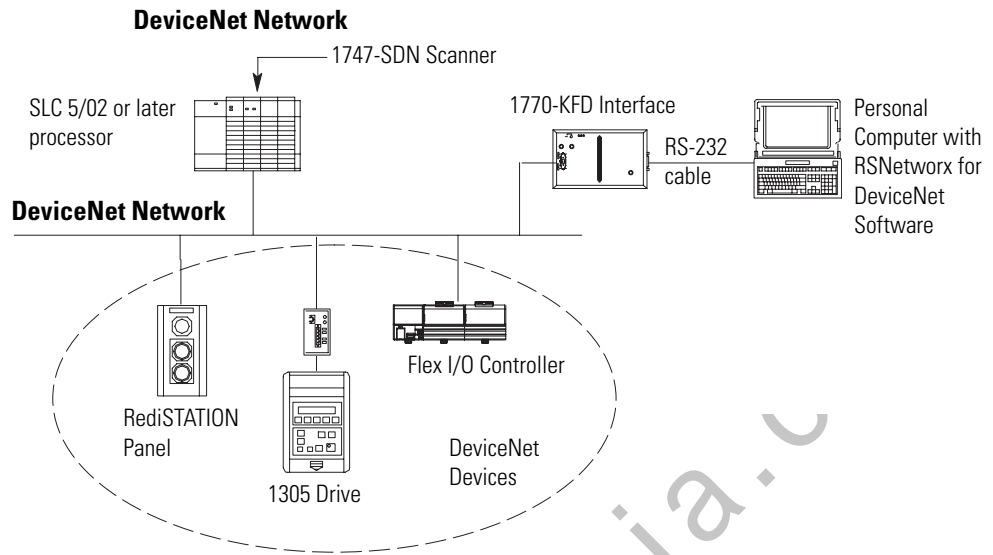 DeviceNet Network
1747-SDN Scanner
SLC 5/02 or later
processor
1770-KFD Interface
RS-232
cable
Personal
Computer with
RSNetworx for
DeviceNet
Software
DeviceNet Network
RediSTATION
Panel
1305 Drive
Flex I/O Controller
DeviceNet
Devices
ia.c